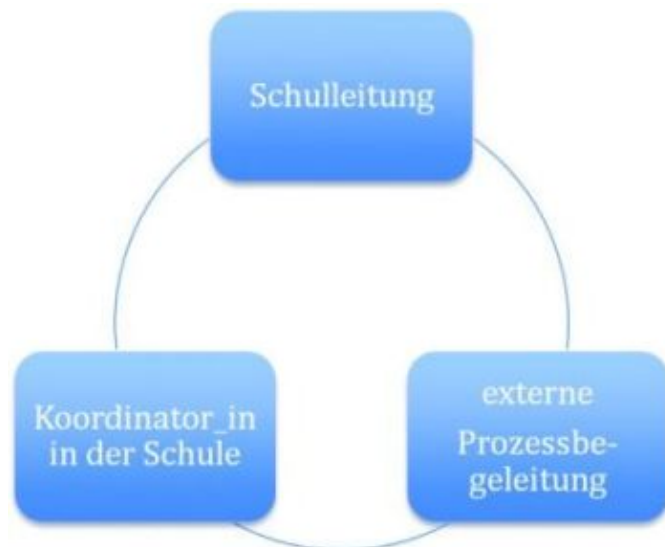 Schulleitung
Koordinator_in
in der Schule
externe
Prozessbe-
geleitung